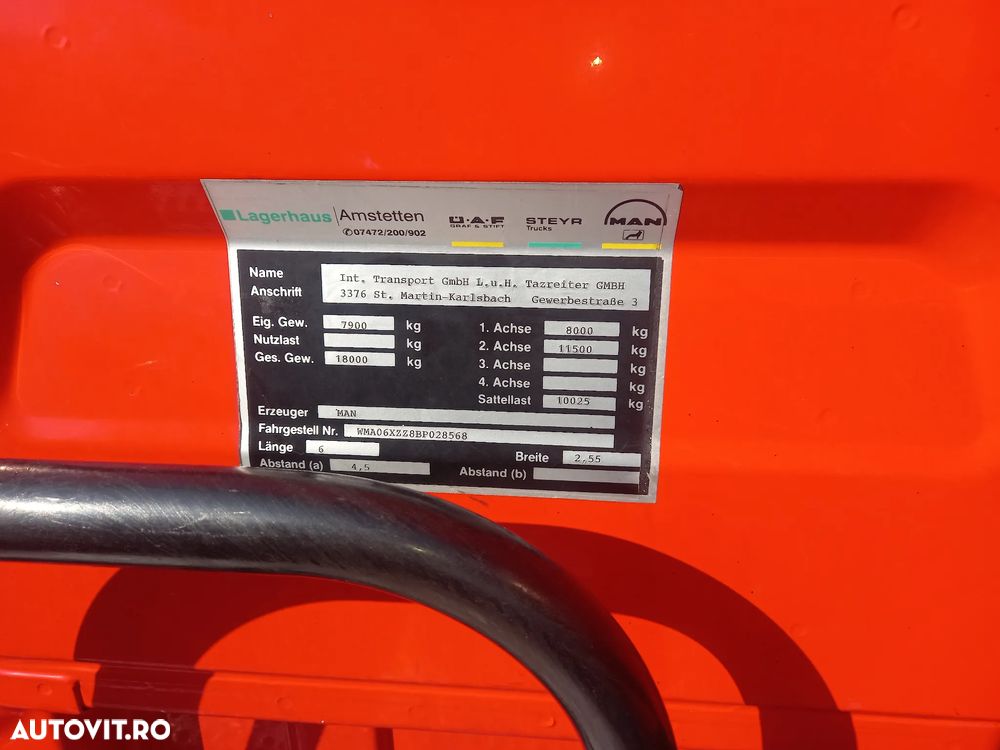 Lagerhaus Amstetten
✆07472/200/902
Ö·A·F
GRAF & STIFT
STEYR
Trucks
MAN
Name Int. Transport GmbH L.u.H. Tazreiter GMBH
Anschrift 3376 St. Martin-Karlsbach Gewerbestraße 3
Eig. Gew. 7900 kg
Nutzlast kg
Ges. Gew. 18000 kg
1. Achse 8000 kg
2. Achse 11500 kg
3. Achse kg
4. Achse kg
Sattellast 10025 kg
Erzeuger MAN
Fahrgestell Nr. WMA06XZZ8BP028568
Länge 6 Breite 2,55
Abstand (a) 4,5 Abstand (b)
AUTOVIT.RO